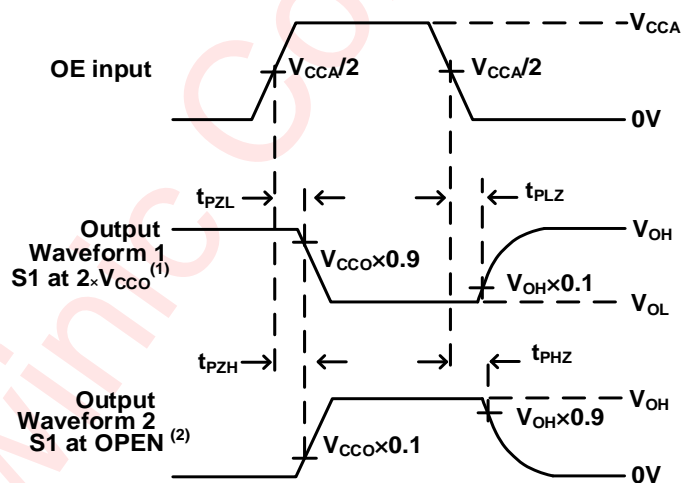 V_CCA
OE input
V_CCA/2
V_CCA/2
0V
t_PZL
t_PLZ
Output
Waveform 1
S1 at 2×V_CCO(1)
V_OH
V_CCO×0.9
V_OH×0.1
V_OL
t_PZH
t_PHZ
Output
Waveform 2
S1 at OPEN (2)
V_OH
V_OH×0.9
V_CCO×0.1
0V
winic Co